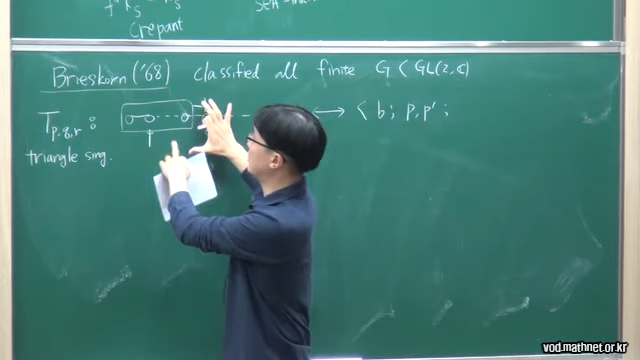 Crepant
Brieskorn ('68) classified all finite G < GL(2, ℂ)
T_{p,q,r} : ⟷ < b ; p, p' ;
triangle sing.
vod.mathnet.or.kr